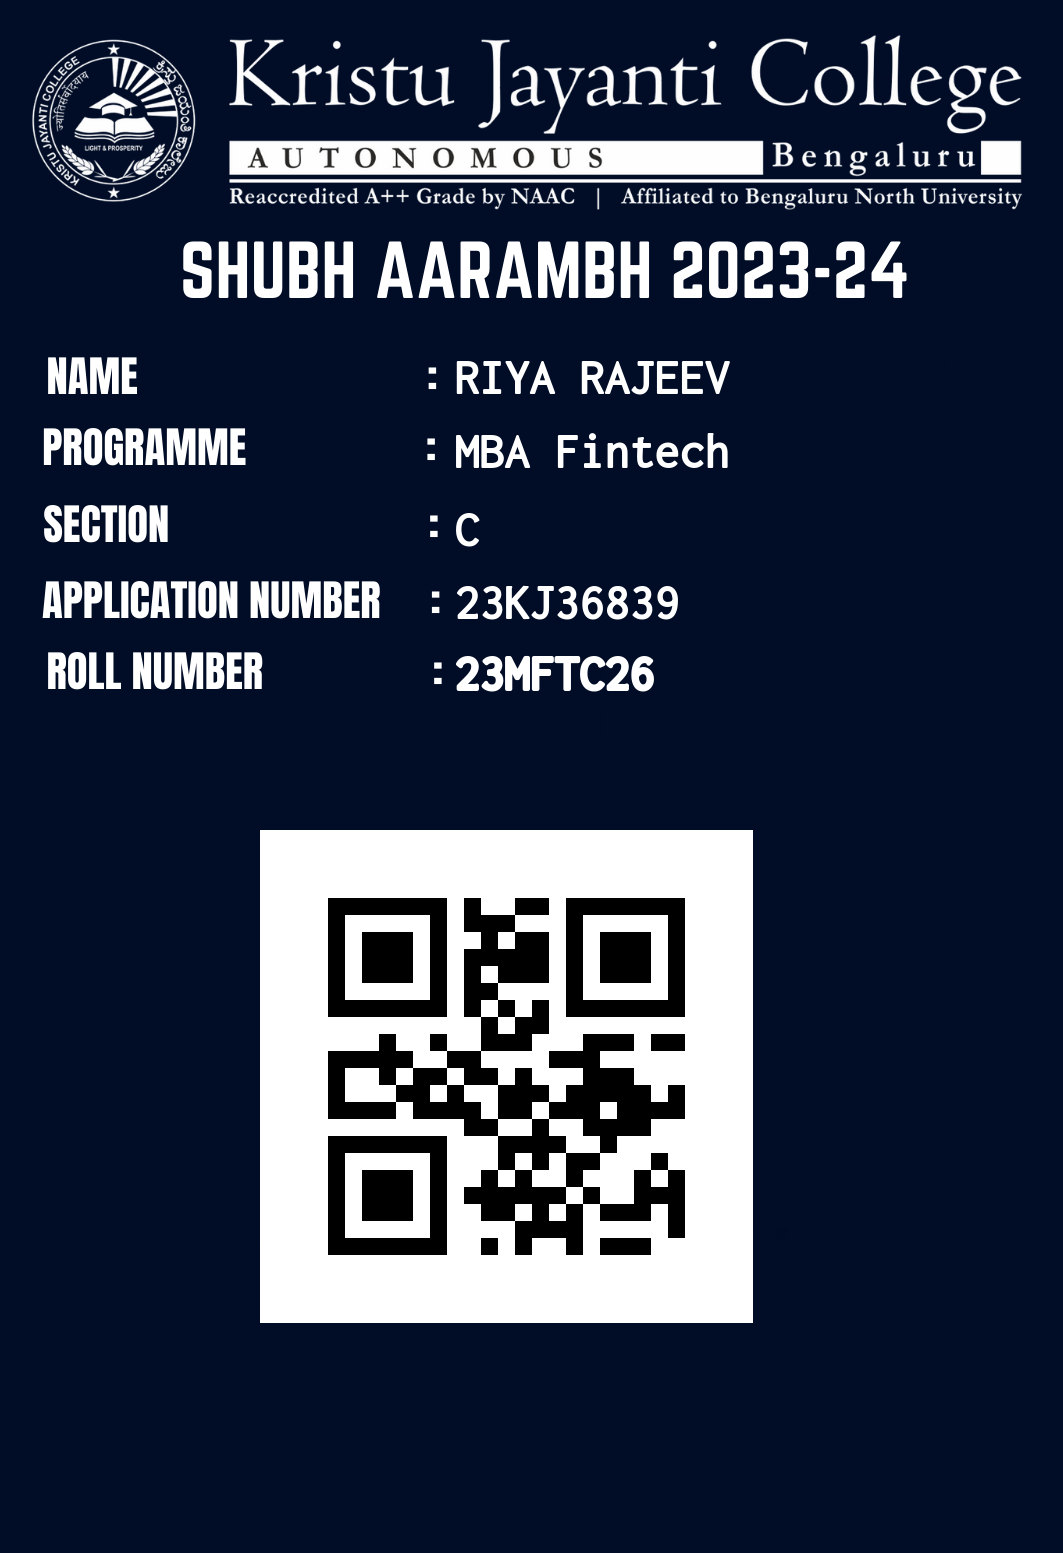 Kristu Jayanti College
AUTONOMOUS Bengaluru
Reaccredited A++ Grade by NAAC | Affiliated to Bengaluru North University
KRISTU JAYANTI COLLEGE
LIGHT & PROSPERITY
SHUBH AARAMBH 2023-24
NAME : RIYA RAJEEV
PROGRAMME : MBA Fintech
SECTION : C
APPLICATION NUMBER : 23KJ36839
ROLL NUMBER : 23MFTC26